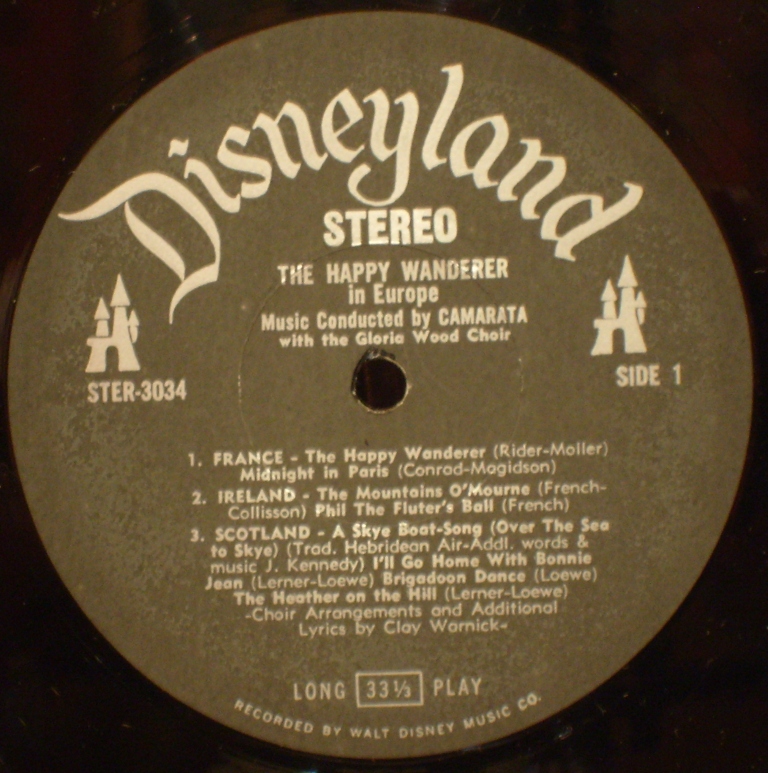 Disneyland
STEREO
THE HAPPY WANDERER
in Europe
Music Conducted by CAMARATA
with the Gloria Wood Choir
STER-3034
SIDE 1
1. FRANCE - The Happy Wanderer (Rider-Moller)
Midnight in Paris (Conrad-Magidson)
2. IRELAND - The Mountains O'Mourne (French-
Collisson) Phil The Fluter's Ball (French)
3. SCOTLAND - A Skye Boat-Song (Over The Sea
to Skye) (Trad. Hebridean Air-Addl. words &
music J. Kennedy) I'll Go Home With Bonnie
Jean (Lerner-Loewe) Brigadoon Dance (Loewe)
The Heather on the Hill (Lerner-Loewe)
-Choir Arrangements and Additional
Lyrics by Clay Warnick-
LONG 33⅓ PLAY
RECORDED BY WALT DISNEY MUSIC CO.